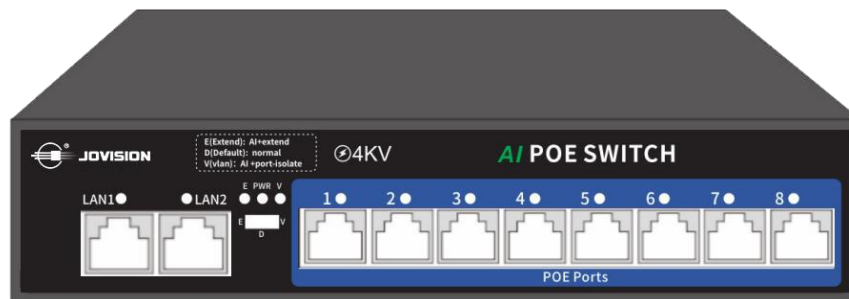 JOVISION
®
E(Extend): AI+extend
D(Default): normal
V(vlan): AI +port-isolate
4KV
AI POE SWITCH
LAN1
LAN2
E PWR V
E V
D
1 2 3 4 5 6 7 8
POE Ports